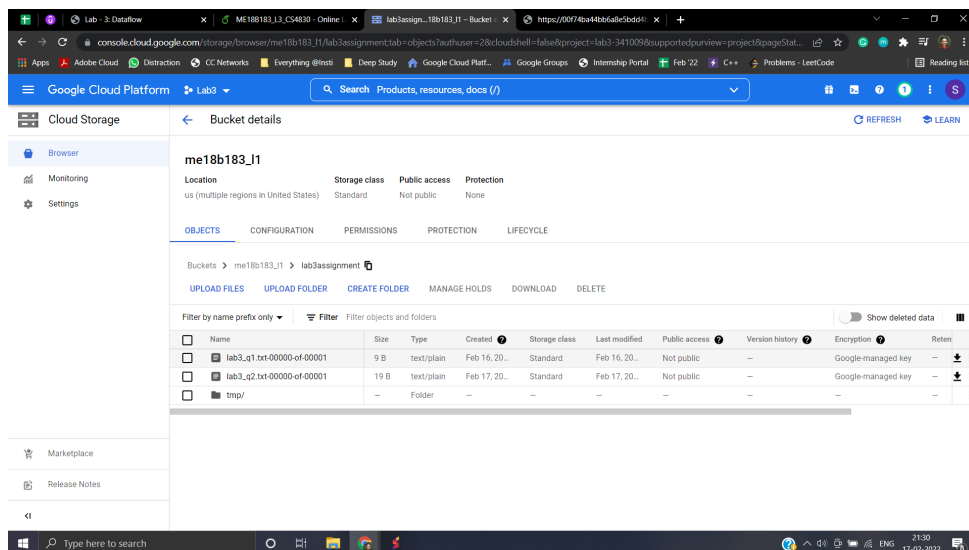 Lab - 3: Dataflow
ME18B183_L3_CS4830 - Online L
lab3assign...18b183_l1 – Bucket
https://00f74ba44bb6a8e5bdd4
console.cloud.google.com/storage/browser/me18b183_l1/lab3assignment;tab=objects?authuser=2&cloudshell=false&project=lab3-341009&supportedpurview=project&pageStat...
Apps Adobe Cloud Distraction CC Networks Everything @Insti Deep Study Google Cloud Platf... Google Groups Internship Portal Feb '22 C++ Problems - LeetCode Reading list
Google Cloud Platform Lab3 Search Products, resources, docs (/) 1 S
Cloud Storage Bucket details REFRESH LEARN
Browser
Monitoring
Settings
me18b183_l1
Location Storage class Public access Protection
us (multiple regions in United States) Standard Not public None
OBJECTS CONFIGURATION PERMISSIONS PROTECTION LIFECYCLE
Buckets > me18b183_l1 > lab3assignment
UPLOAD FILES UPLOAD FOLDER CREATE FOLDER MANAGE HOLDS DOWNLOAD DELETE
Filter by name prefix only Filter Filter objects and folders Show deleted data
Name Size Type Created Storage class Last modified Public access Version history Encryption Reten
lab3_q1.txt-00000-of-00001 9 B text/plain Feb 16, 20... Standard Feb 16, 20... Not public — Google-managed key —
lab3_q2.txt-00000-of-00001 19 B text/plain Feb 17, 20... Standard Feb 17, 20... Not public — Google-managed key —
tmp/ — Folder — — — — — — —
Marketplace
Release Notes
Type here to search ENG 21:30
17-02-2022